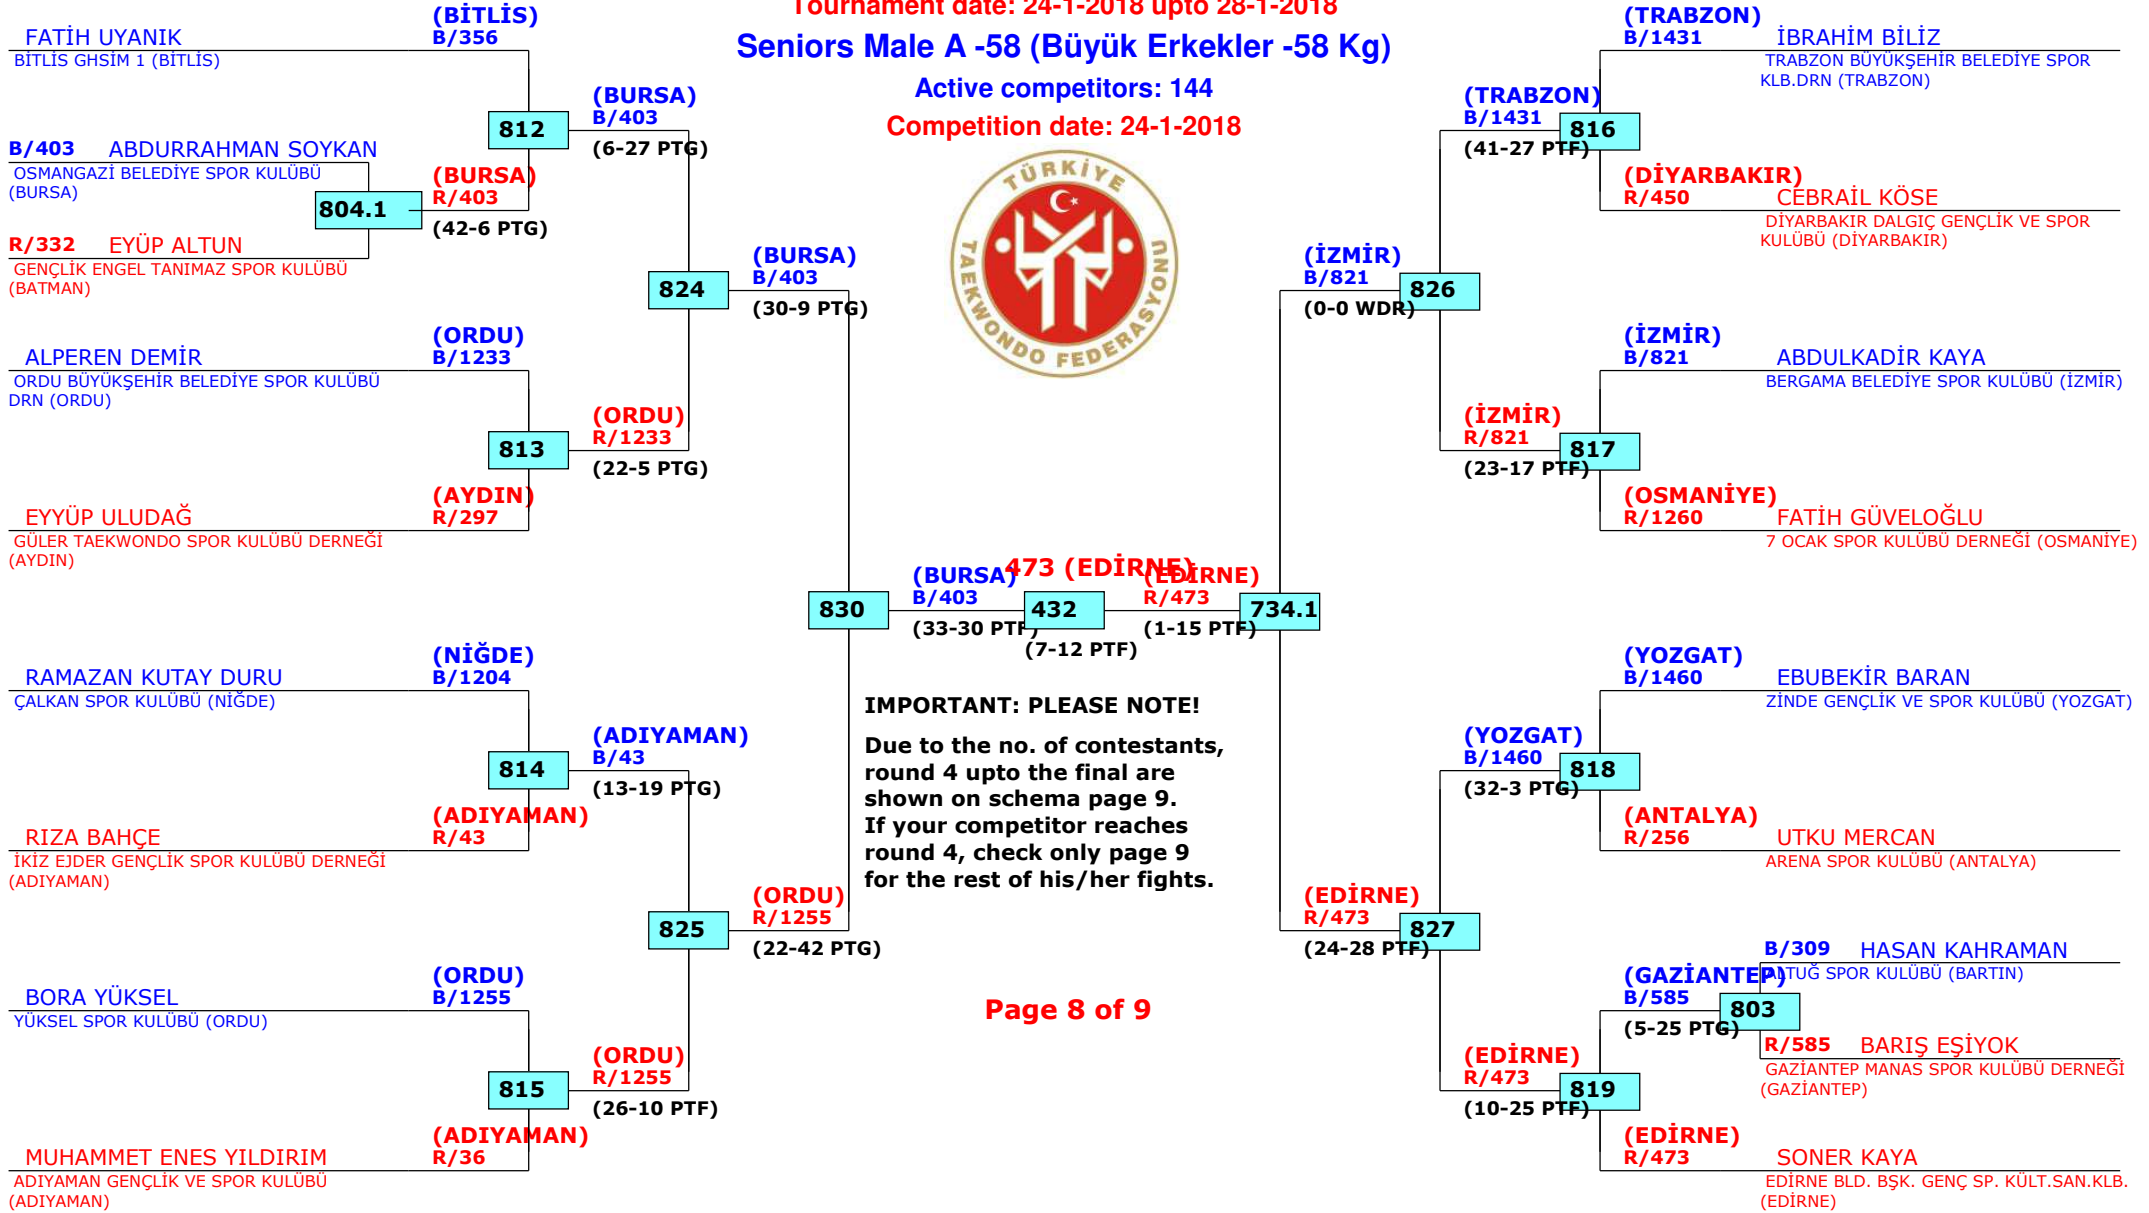 Tournament date: 24-1-2018 upto 28-1-2018
Seniors Male A -58 (Büyük Erkekler -58 Kg)
Active competitors: 144
Competition date: 24-1-2018
TÜRKİYE
TAEKWONDO FEDERASYONU
(BİTLİS)
FATİH UYANIK B/356
BİTLİS GHSİM 1 (BİTLİS)
812
(BURSA)
B/403
(6-27 PTG)
B/403 ABDURRAHMAN SOYKAN
OSMANGAZİ BELEDİYE SPOR KULÜBÜ
(BURSA)
804.1
(BURSA)
R/403
(42-6 PTG)
R/332 EYÜP ALTUN
GENÇLİK ENGEL TANIMAZ SPOR KULÜBÜ
(BATMAN)
824
(BURSA)
B/403
(30-9 PTG)
(ORDU)
ALPEREN DEMİR B/1233
ORDU BÜYÜKŞEHİR BELEDİYE SPOR KULÜBÜ
DRN (ORDU)
813
(ORDU)
R/1233
(22-5 PTG)
(AYDIN)
EYYÜP ULUDAĞ R/297
GÜLER TAEKWONDO SPOR KULÜBÜ DERNEĞİ
(AYDIN)
830
(BURSA)
B/403
(33-30 PTF)
473 (EDİRNE)
432
(7-12 PTF)
(EDİRNE)
R/473
(1-15 PTF)
734.1
(NİĞDE)
RAMAZAN KUTAY DURU B/1204
ÇALKAN SPOR KULÜBÜ (NİĞDE)
814
(ADIYAMAN)
B/43
(13-19 PTG)
(ADIYAMAN)
RIZA BAHÇE R/43
İKİZ EJDER GENÇLİK SPOR KULÜBÜ DERNEĞİ
(ADIYAMAN)
825
(ORDU)
R/1255
(22-42 PTG)
(ORDU)
BORA YÜKSEL B/1255
YÜKSEL SPOR KULÜBÜ (ORDU)
815
(ORDU)
R/1255
(26-10 PTF)
(ADIYAMAN)
MUHAMMET ENES YILDIRIM R/36
ADIYAMAN GENÇLİK VE SPOR KULÜBÜ
(ADIYAMAN)
IMPORTANT: PLEASE NOTE!
Due to the no. of contestants,
round 4 upto the final are
shown on schema page 9.
If your competitor reaches
round 4, check only page 9
for the rest of his/her fights.
Page 8 of 9
(TRABZON)
B/1431 İBRAHİM BİLİZ
TRABZON BÜYÜKŞEHİR BELEDİYE SPOR
KLB.DRN (TRABZON)
(TRABZON)
B/1431
(41-27 PTF)
816
(DİYARBAKIR)
R/450 CEBRAİL KÖSE
DİYARBAKIR DALGIÇ GENÇLİK VE SPOR
KULÜBÜ (DİYARBAKIR)
(İZMİR)
B/821
(0-0 WDR)
826
(İZMİR)
B/821 ABDULKADİR KAYA
BERGAMA BELEDİYE SPOR KULÜBÜ (İZMİR)
(İZMİR)
R/821
(23-17 PTF)
817
(OSMANİYE)
R/1260 FATİH GÜVELOĞLU
7 OCAK SPOR KULÜBÜ DERNEĞİ (OSMANİYE)
(YOZGAT)
B/1460 EBUBEKİR BARAN
ZİNDE GENÇLİK VE SPOR KULÜBÜ (YOZGAT)
(YOZGAT)
B/1460
(32-3 PTG)
818
(ANTALYA)
R/256 UTKU MERCAN
ARENA SPOR KULÜBÜ (ANTALYA)
(EDİRNE)
R/473
(24-28 PTF)
827
B/309 HASAN KAHRAMAN
ALTUĞ SPOR KULÜBÜ (BARTIN)
(GAZİANTEP)
B/585
(5-25 PTG)
803
R/585 BARIŞ EŞİYOK
GAZİANTEP MANAS SPOR KULÜBÜ DERNEĞİ
(GAZİANTEP)
(EDİRNE)
R/473
(10-25 PTF)
819
(EDİRNE)
R/473 SONER KAYA
EDİRNE BLD. BŞK. GENÇ SP. KÜLT.SAN.KLB.
(EDİRNE)